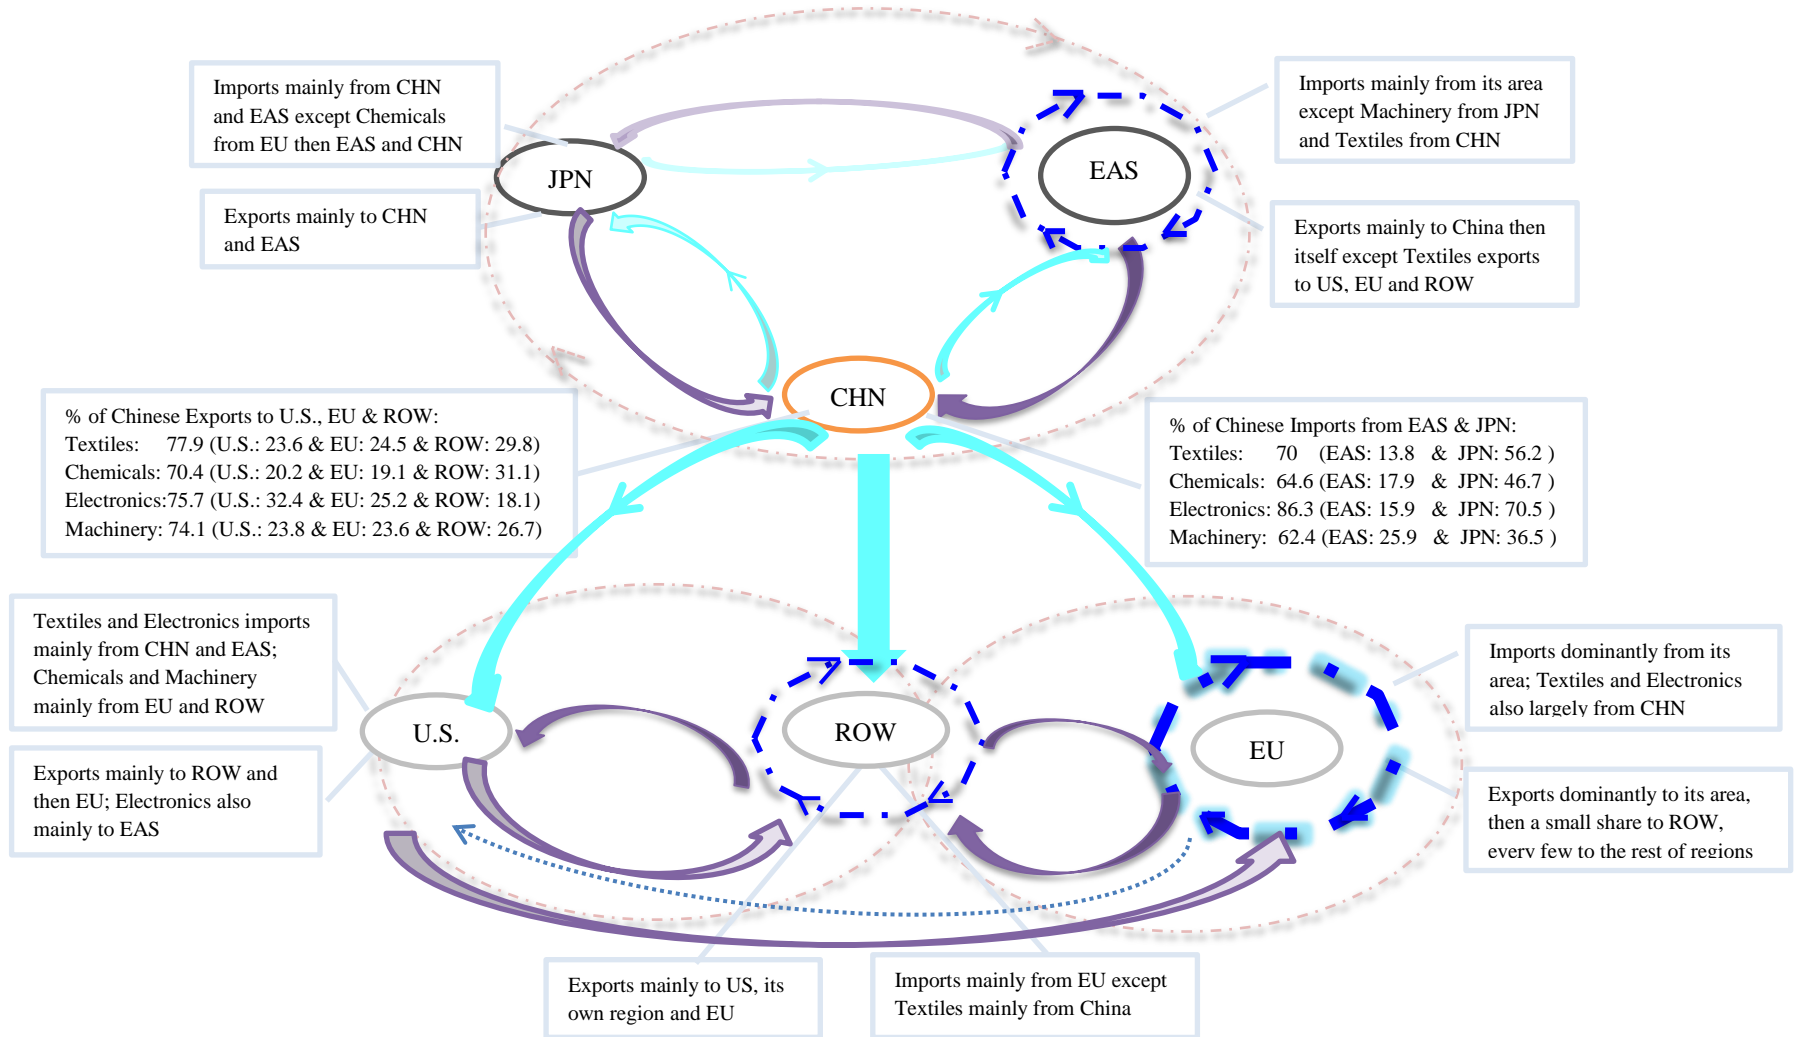 Imports mainly from CHN
and EAS except Chemicals
from EU then EAS and CHN
Imports mainly from its area
except Machinery from JPN
and Textiles from CHN
JPN
EAS
Exports mainly to CHN
and EAS
Exports mainly to China then
itself except Textiles exports
to US, EU and ROW
CHN
% of Chinese Exports to U.S., EU & ROW:
Textiles: 77.9 (U.S.: 23.6 & EU: 24.5 & ROW: 29.8)
Chemicals: 70.4 (U.S.: 20.2 & EU: 19.1 & ROW: 31.1)
Electronics:75.7 (U.S.: 32.4 & EU: 25.2 & ROW: 18.1)
Machinery: 74.1 (U.S.: 23.8 & EU: 23.6 & ROW: 26.7)
% of Chinese Imports from EAS & JPN:
Textiles: 70 (EAS: 13.8 & JPN: 56.2 )
Chemicals: 64.6 (EAS: 17.9 & JPN: 46.7 )
Electronics: 86.3 (EAS: 15.9 & JPN: 70.5 )
Machinery: 62.4 (EAS: 25.9 & JPN: 36.5 )
Textiles and Electronics imports
mainly from CHN and EAS;
Chemicals and Machinery
mainly from EU and ROW
Imports dominantly from its
area; Textiles and Electronics
also largely from CHN
U.S.
ROW
EU
Exports mainly to ROW and
then EU; Electronics also
mainly to EAS
Exports dominantly to its area,
then a small share to ROW,
every few to the rest of regions
Exports mainly to US, its
own region and EU
Imports mainly from EU except
Textiles mainly from China